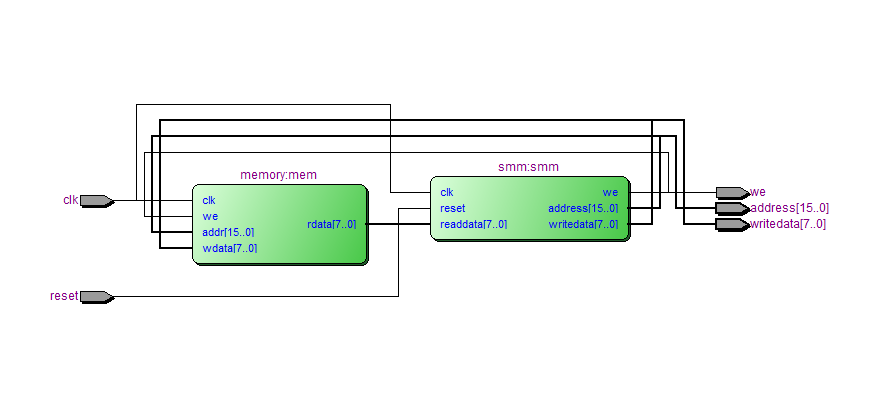 smm:smm
memory:mem
clk
clk
we
addr[15..0]
wdata[7..0]
rdata[7..0]
clk
reset
readdata[7..0]
we
address[15..0]
writedata[7..0]
we
address[15..0]
writedata[7..0]
reset